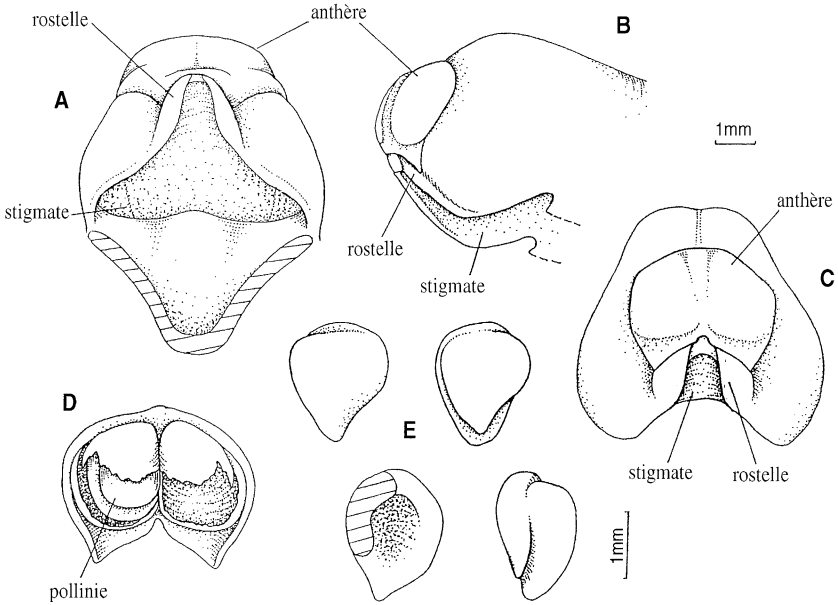 rostelle
anthère
B
A
1mm
stigmate
rostelle
stigmate
anthère
C
D
E
stigmate
rostelle
pollinie
1mm